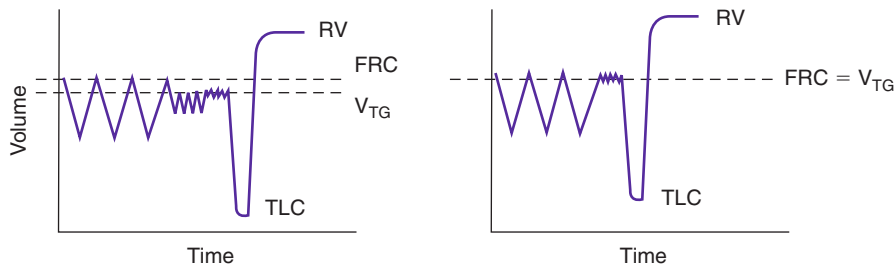 Volume
RV
FRC
V_TG
TLC
Time
RV
FRC = V_TG
TLC
Time